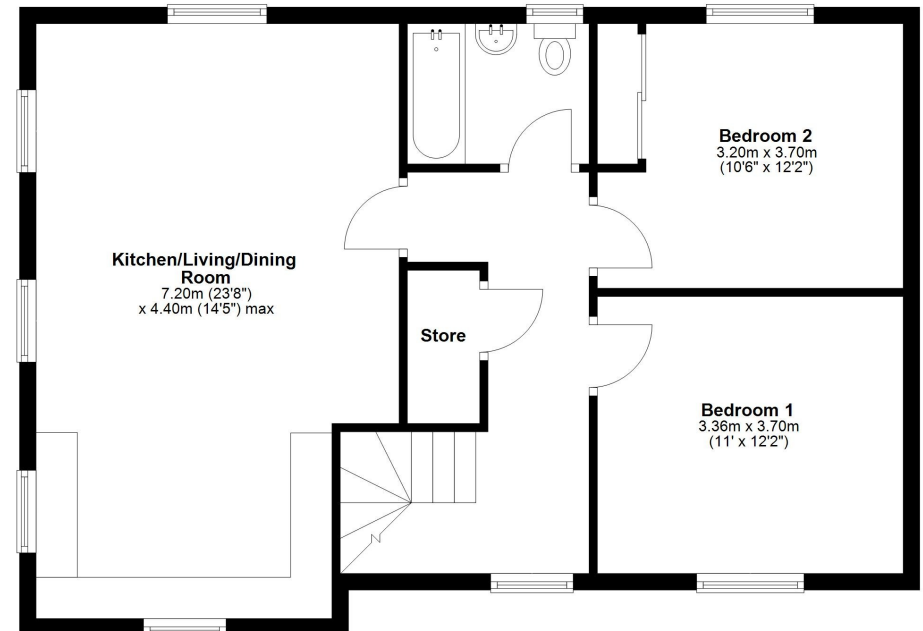 Bedroom 2
3.20m x 3.70m
(10'6" x 12'2")
Kitchen/Living/Dining
Room
7.20m (23'8")
x 4.40m (14'5") max
Store
Bedroom 1
3.36m x 3.70m
(11' x 12'2")